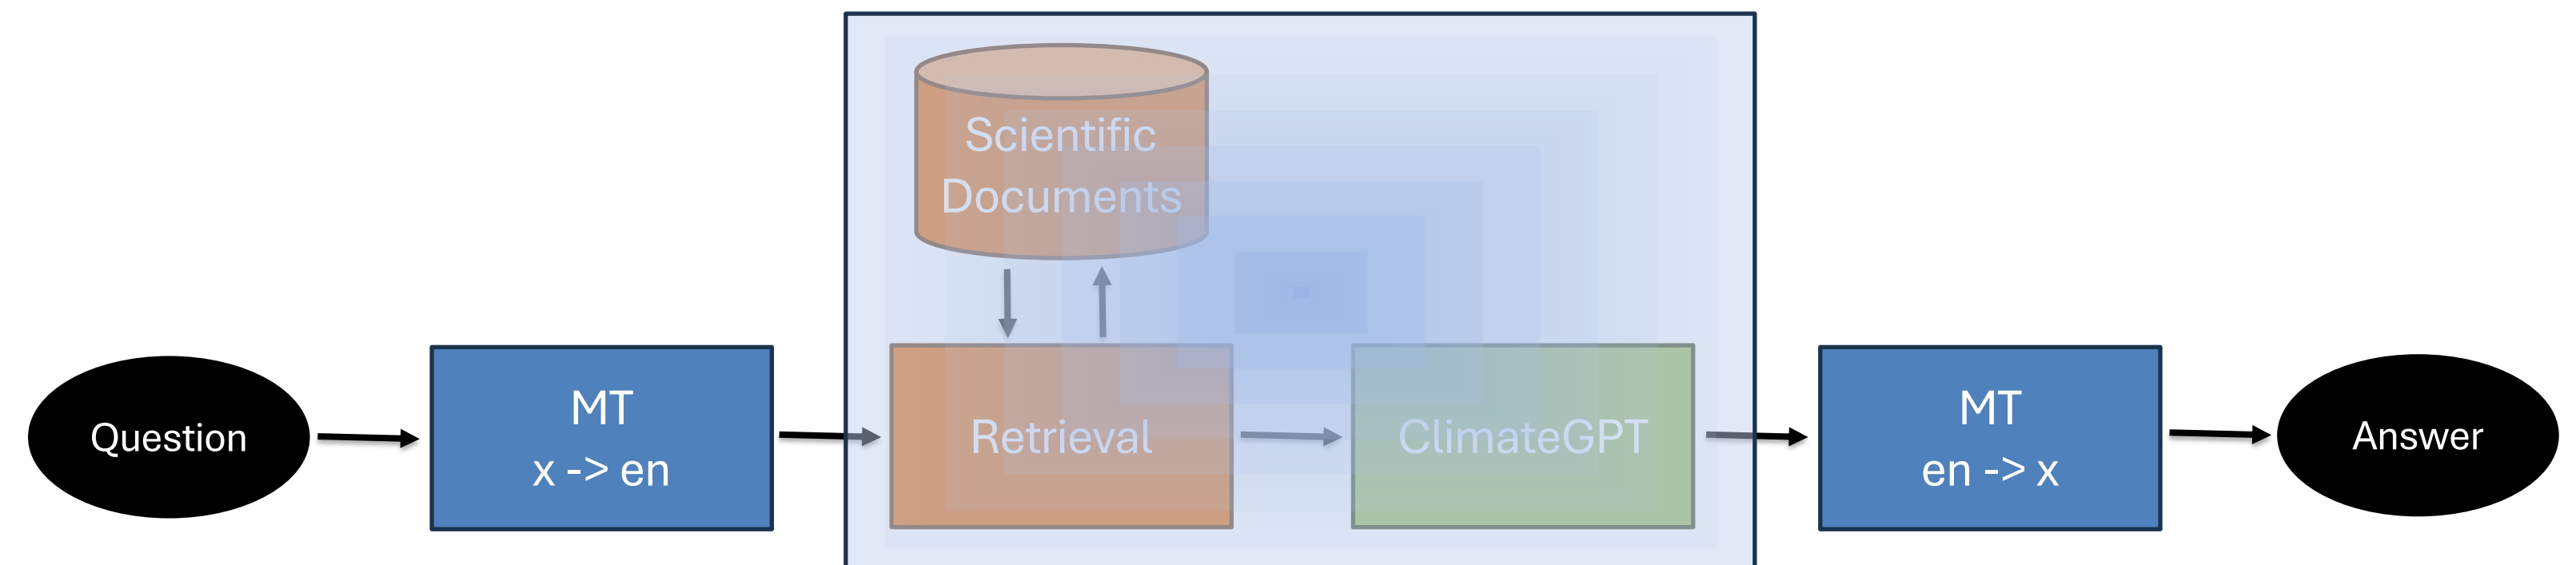 Scientific
Documents
Question
MT
x -> en
Retrieval
ClimateGPT
MT
en -> x
Answer